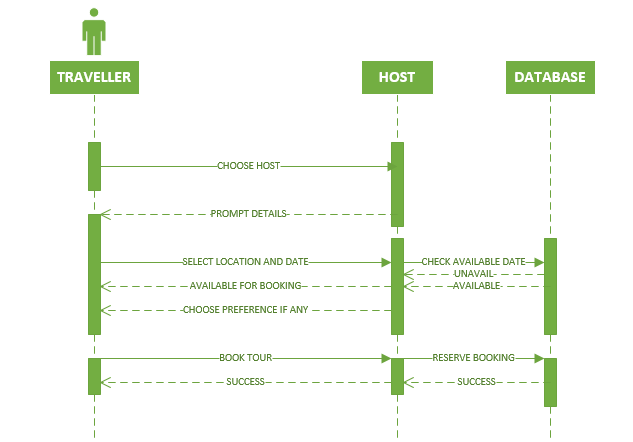 TRAVELLER
HOST
DATABASE
CHOOSE HOST
PROMPT DETAILS
SELECT LOCATION AND DATE
CHECK AVAILABLE DATE
UNAVAIL
AVAILABLE FOR BOOKING
AVAILABLE
CHOOSE PREFERENCE IF ANY
BOOK TOUR
RESERVE BOOKING
SUCCESS
SUCCESS